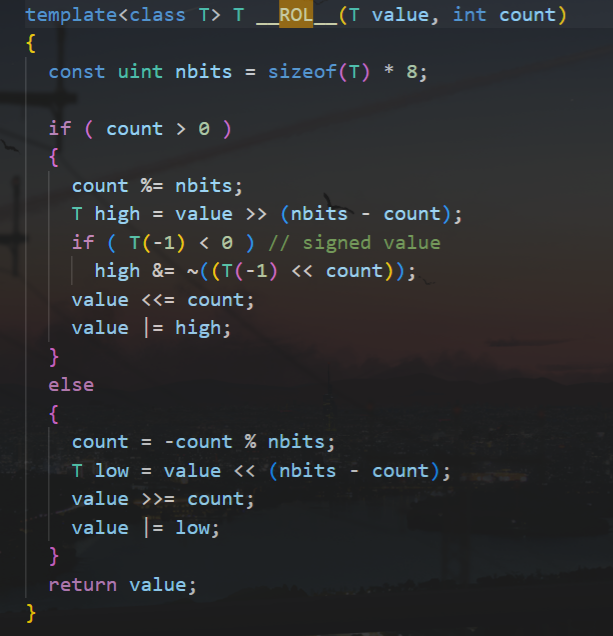 template<class T> T __ROL__(T value, int count)
{
  const uint nbits = sizeof(T) * 8;

  if ( count > 0 )
  {
    count %= nbits;
    T high = value >> (nbits - count);
    if ( T(-1) < 0 ) // signed value
      high &= ~((T(-1) << count));
    value <<= count;
    value |= high;
  }
  else
  {
    count = -count % nbits;
    T low = value << (nbits - count);
    value >>= count;
    value |= low;
  }
  return value;
}